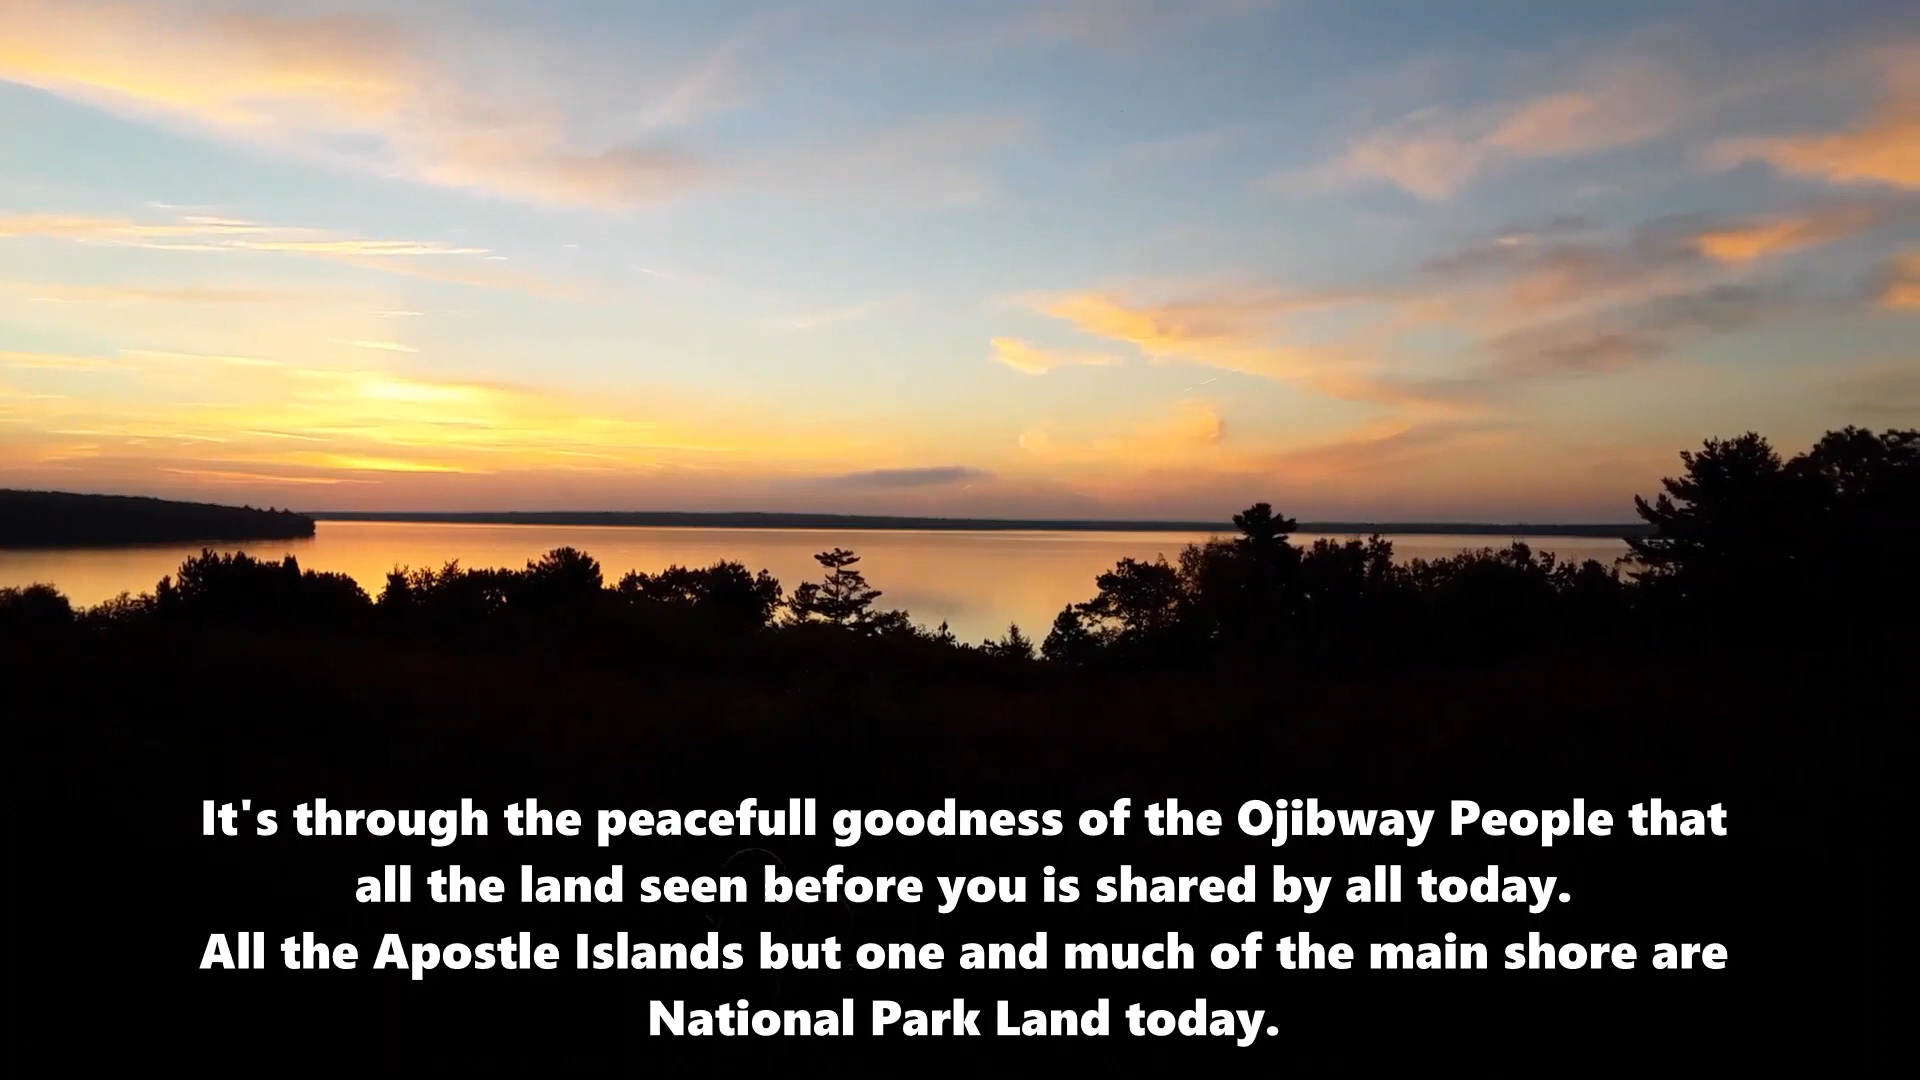 It's through the peacefull goodness of the Ojibway People that
all the land seen before you is shared by all today.
All the Apostle Islands but one and much of the main shore are
National Park Land today.